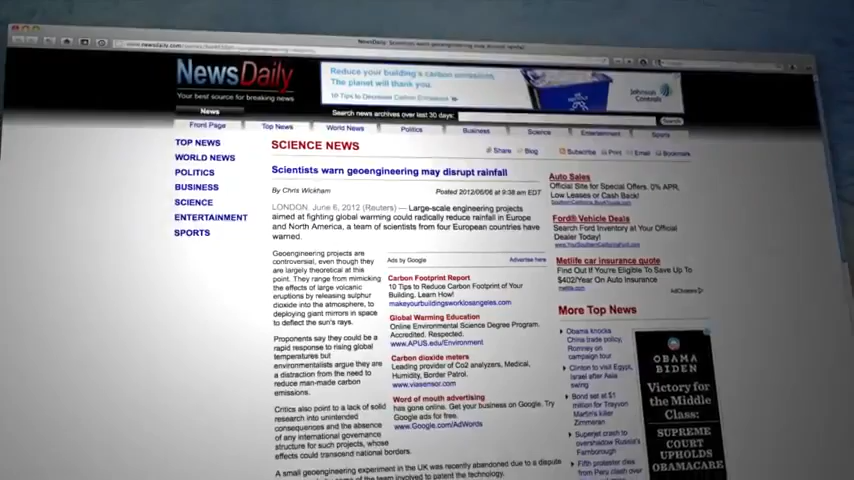 NewsDaily: Scientists warn geoengineering may disrupt rainfall
NewsDaily
Your best source for breaking news
Reduce your building's carbon emissions.
The planet will thank you.
10 Tips to Decrease Carbon Emissions
Johnson
Controls
News
Search news archives over last 30 days:
Search
Front Page
Top News
World News
Politics
Business
Science
Entertainment
Sports
TOP NEWS
WORLD NEWS
POLITICS
BUSINESS
SCIENCE
ENTERTAINMENT
SPORTS
SCIENCE NEWS
Share
Blog
Subscribe
Print
Email
Bookmark
Scientists warn geoengineering may disrupt rainfall
By Chris Wickham
Posted 2012/06/06 at 9:38 am EDT
LONDON, June 6, 2012 (Reuters) — Large-scale engineering projects
aimed at fighting global warming could radically reduce rainfall in Europe
and North America, a team of scientists from four European countries have
warned.
Geoengineering projects are
controversial, even though they
are largely theoretical at this
point. They range from mimicking
the effects of large volcanic
eruptions by releasing sulphur
dioxide into the atmosphere, to
deploying giant mirrors in space
to deflect the sun's rays.
Proponents say they could be a
rapid response to rising global
temperatures but
environmentalists argue they are
a distraction from the need to
reduce man-made carbon
emissions.
Critics also point to a lack of solid
research into unintended
consequences and the absence
of any international governance
structure for such projects, whose
effects could transcend national borders.
A small geoengineering experiment in the UK was recently abandoned due to a dispute
Ads by Google
Advertise here
Carbon Footprint Report
10 Tips to Reduce Carbon Footprint of Your
Building. Learn How!
makeyourbuildingsworklosangeles.com
Global Warming Education
Online Environmental Science Degree Program.
Accredited. Respected.
www.APUS.edu/Environment
Carbon dioxide meters
Leading provider of Co2 analyzers, Medical,
Humidity, Border Patrol.
www.viasensor.com
Word of mouth advertising
has gone online. Get your business on Google. Try
Google ads for free.
www.Google.com/AdWords
Auto Sales
Official Site for Special Offers. 0% APR,
Low Leases or Cash Back!
Ford® Vehicle Deals
Search Ford Inventory at Your Official
Dealer Today!
www.YourSouthernCaliforniaFord.com
Metlife car insurance quote
Find Out If You're Eligible To Save Up To
$402/Year On Auto Insurance
metlife.com
AdChoices
More Top News
Obama knocks
China trade policy,
Romney on
campaign tour
Clinton to visit Egypt,
Israel after Asia
swing
Bond set at $1
million for Trayvon
Martin's killer
Zimmerman
Superjet crash to
overshadow Russia's
Farnborough
Fifth protester dies
from Peru clash over
OBAMA
BIDEN
Victory for
the Middle
Class:
SUPREME
COURT
UPHOLDS
OBAMACARE